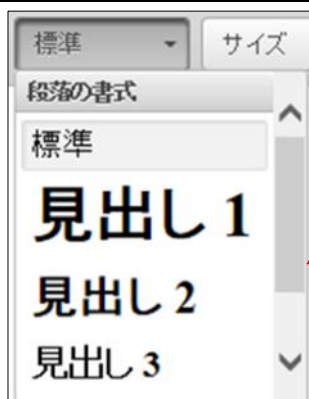 標準 サイズ
段落の書式
標準
見出し 1
見出し 2
見出し 3